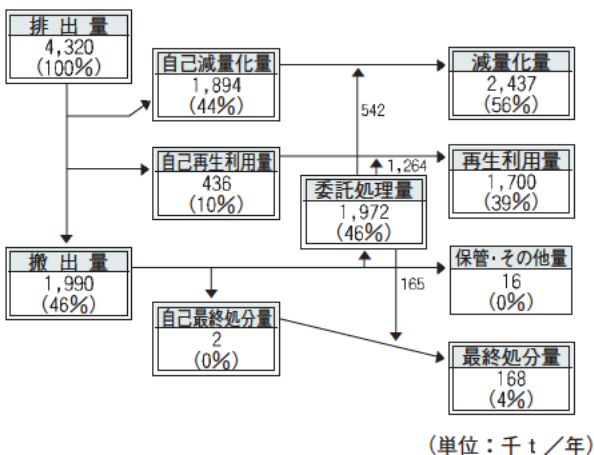 排出量
4,320
(100%)
自己減量化量
1,894
(44%)
減量化量
2,437
(56%)
542
自己再生利用量
436
(10%)
1,264
再生利用量
1,700
(39%)
委託処理量
1,972
(46%)
搬出量
1,990
(46%)
保管・その他量
16
(0%)
165
自己最終処分量
2
(0%)
最終処分量
168
(4%)
(単位：千t／年)